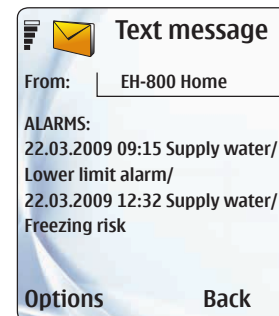 Text message
From: EH-800 Home
ALARMS:
22.03.2009 09:15 Supply water/
Lower limit alarm/
22.03.2009 12:32 Supply water/
Freezing risk
Options Back